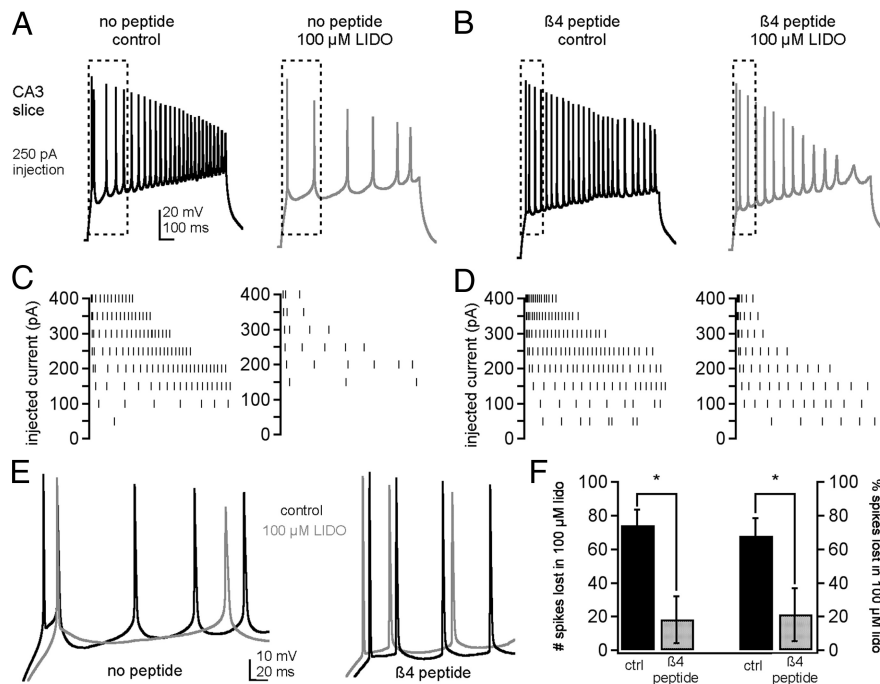 A
no peptide
control
no peptide
100 µM LIDO
B
ß4 peptide
control
ß4 peptide
100 µM LIDO
CA3
slice
250 pA
injection
20 mV
100 ms
C
injected current (pA)
400
300
200
100
0
400
300
200
100
0
D
injected current (pA)
400
300
200
100
0
400
300
200
100
0
E
control
100 µM LIDO
no peptide
10 mV
20 ms
ß4 peptide
F
# spikes lost in 100 µM lido
100
80
60
40
20
0
*
*
100
80
60
40
20
0
% spikes lost in 100 µM lido
ctrl
ß4
peptide
ctrl
ß4
peptide